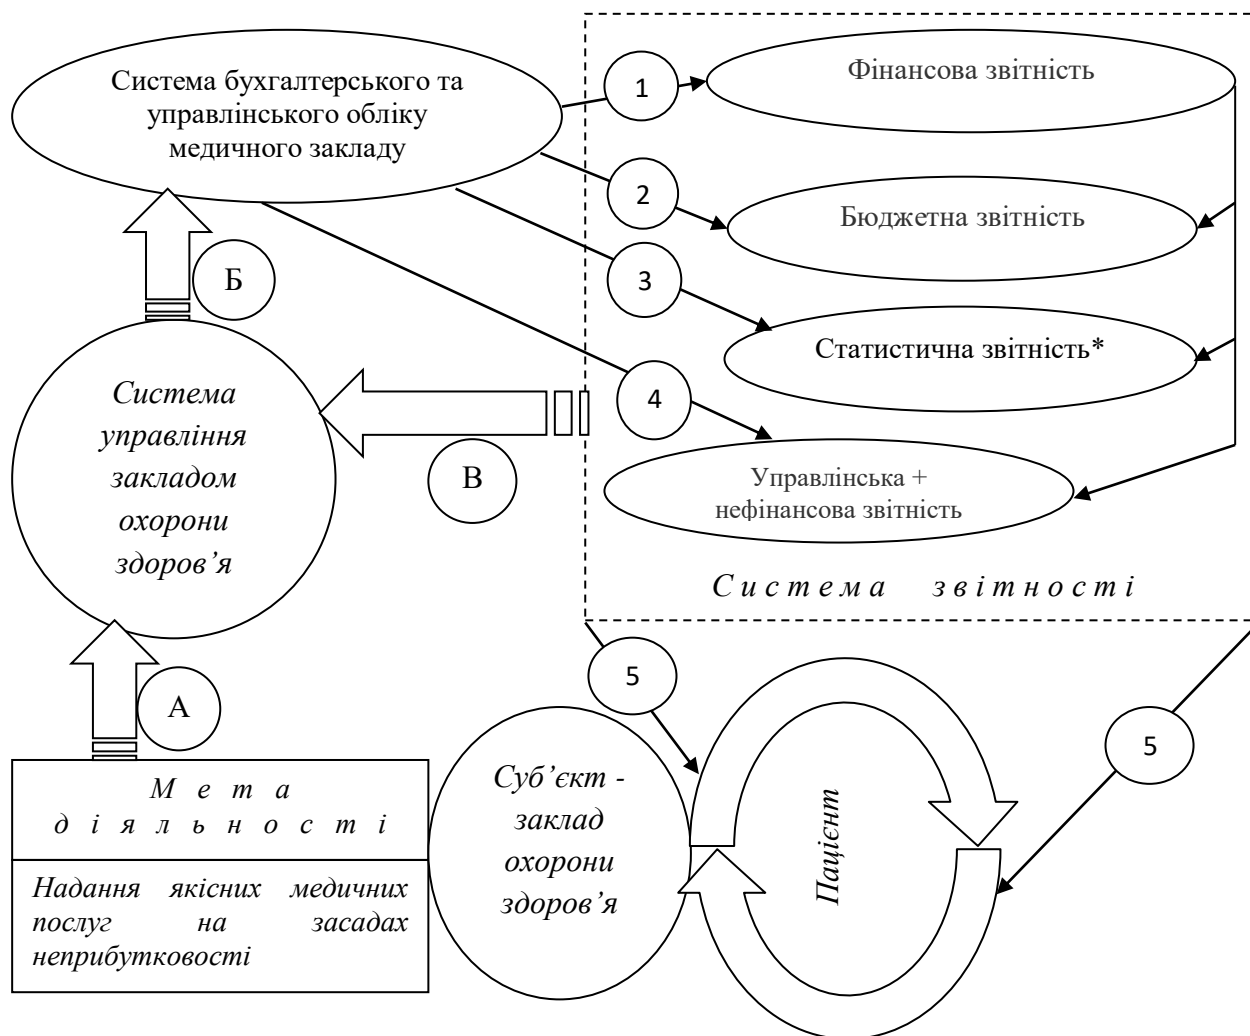 Система бухгалтерського та
управлінського обліку
медичного закладу
1
Фінансова звітність
2
Бюджетна звітність
3
Статистична звітність*
4
Управлінська +
нефінансова звітність
Система звітності
Б
В
Система
управління
закладом
охорони
здоров’я
А
5
5
Мета
діяльності
Надання якісних медичних
послуг на засадах
неприбутковості
Суб’єкт -
заклад
охорони
здоров’я
Пацієнт